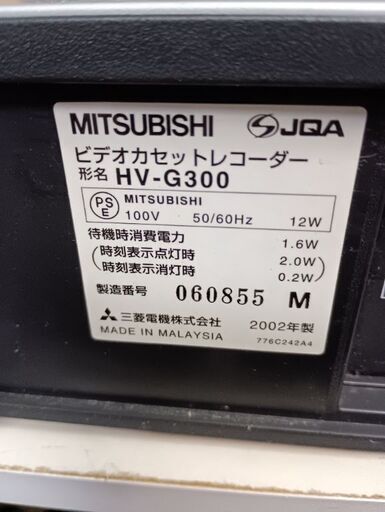 MITSUBISHI JQA
ビデオカセットレコーダー
形名 HV-G300
PSE MITSUBISHI
100V 50/60Hz 12W
待機時消費電力 1.6W
時刻表示点灯時 2.0W
時刻表示消灯時 0.2W
製造番号 060855 M
三菱電機株式会社 2002年製
MADE IN MALAYSIA 776C242A4